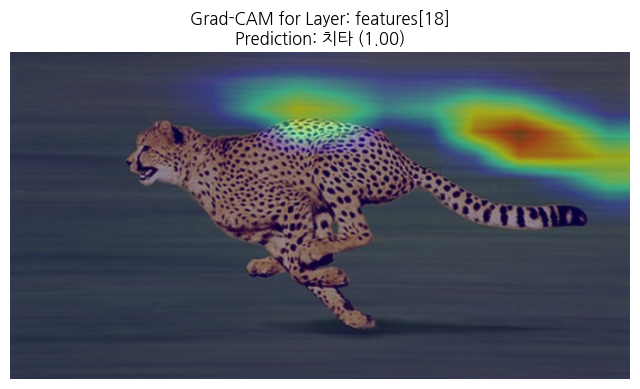 Grad-CAM for Layer: features[18]
Prediction: 치타 (1.00)